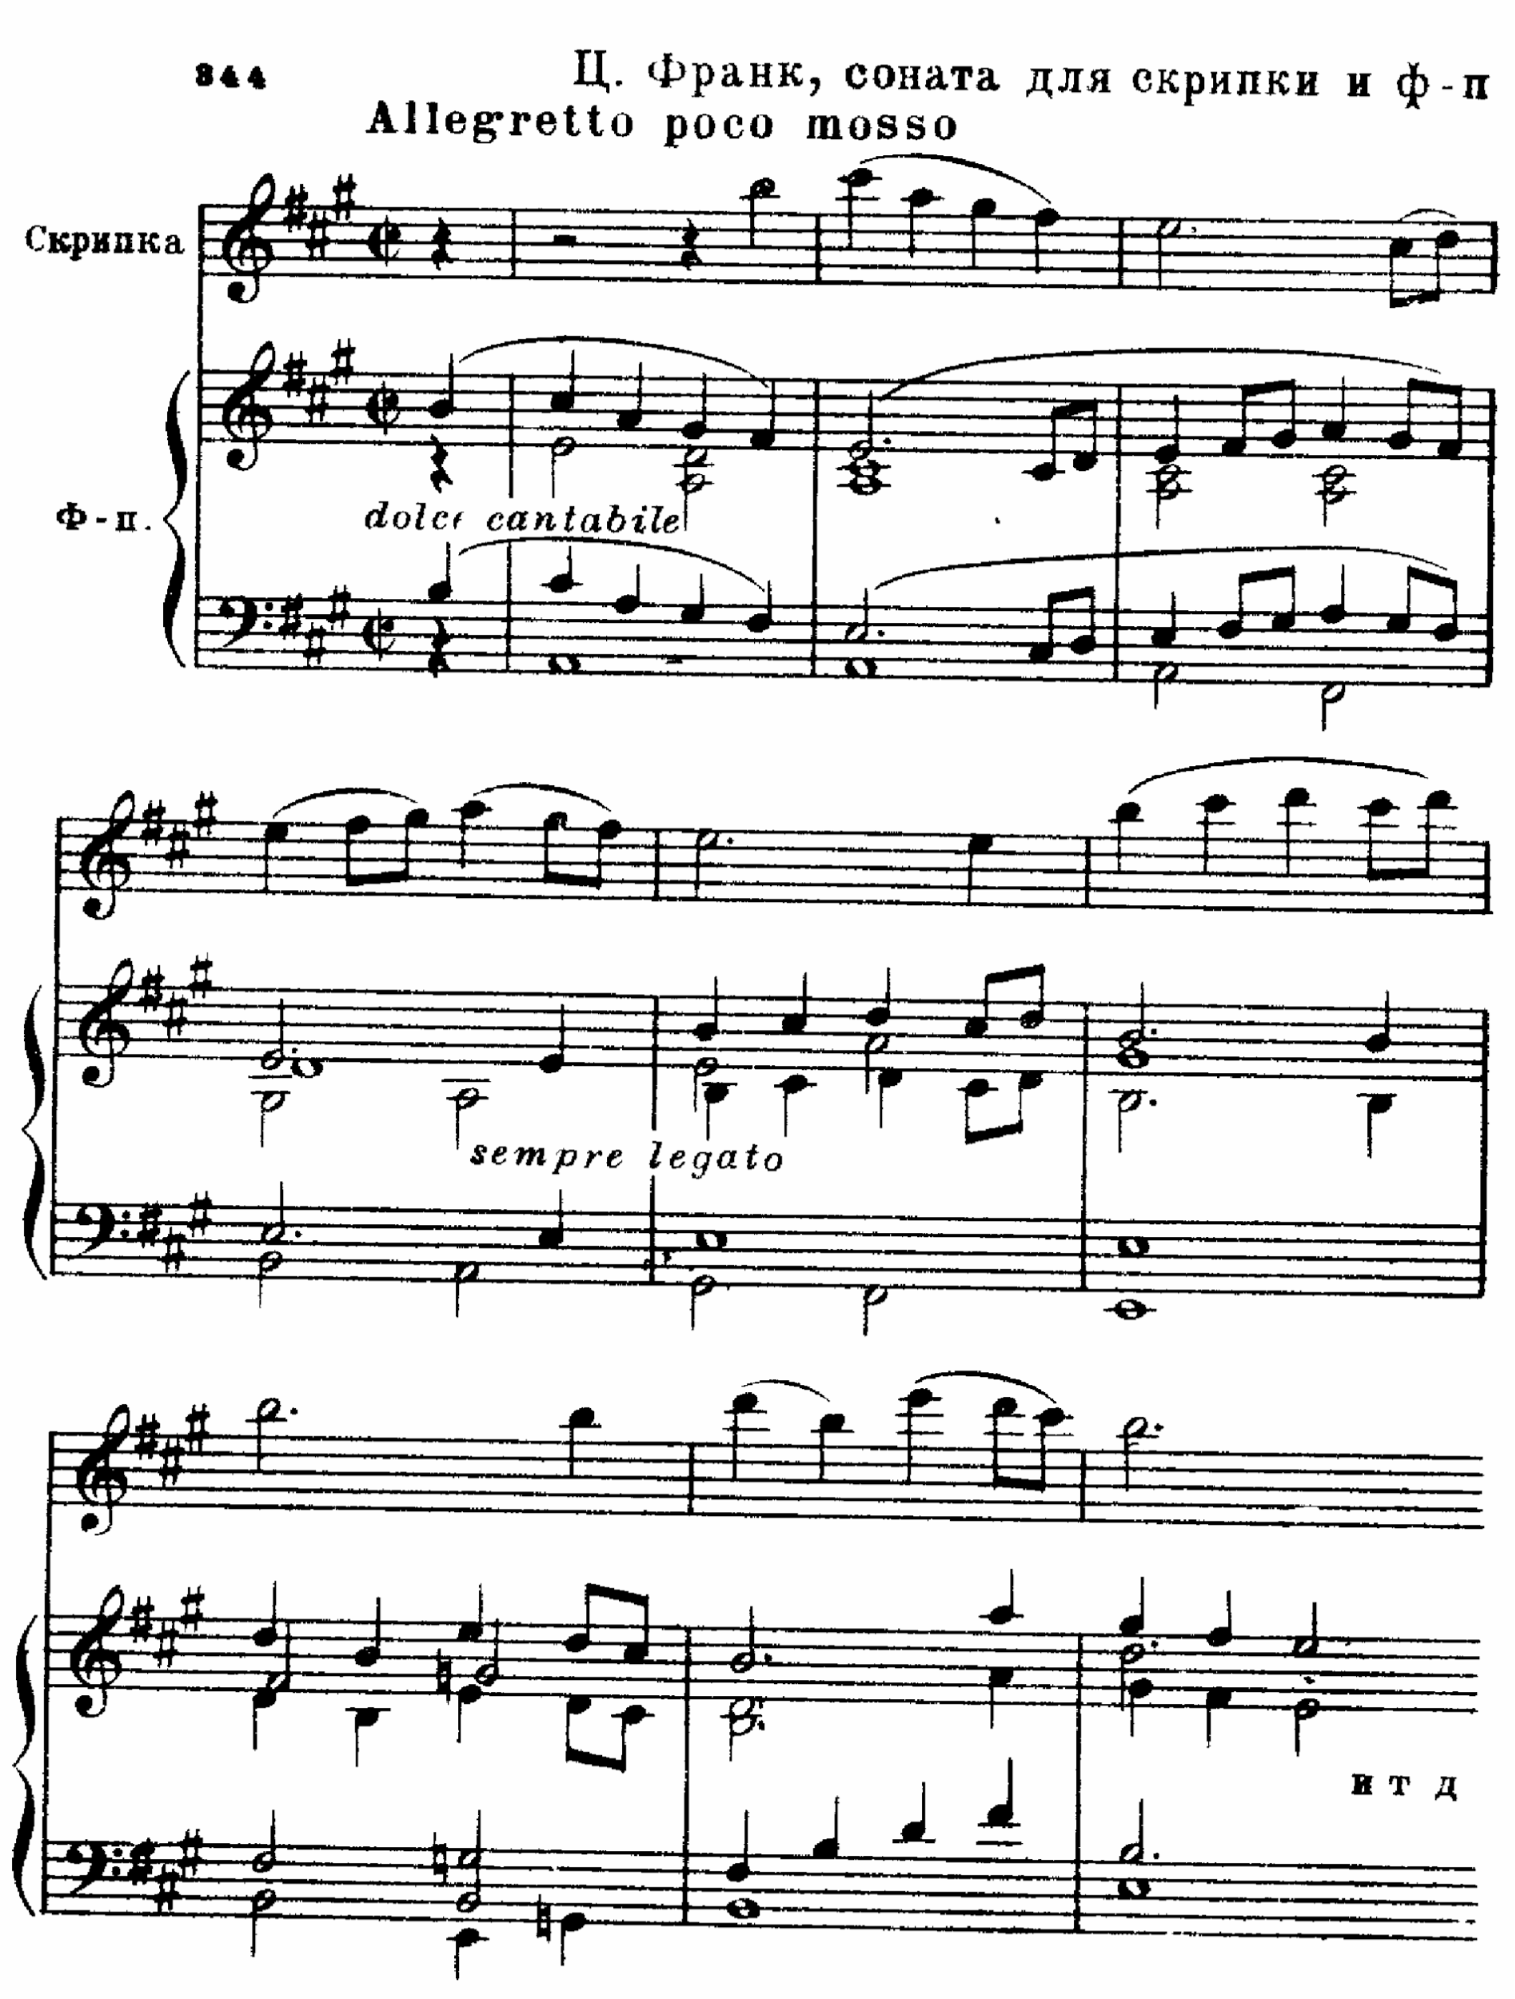 344
Ц. Франк, соната для скрипки и ф-п
Allegretto poco mosso
Скрипка
Ф-п.
dolce cantabile
sempre legato
и т д